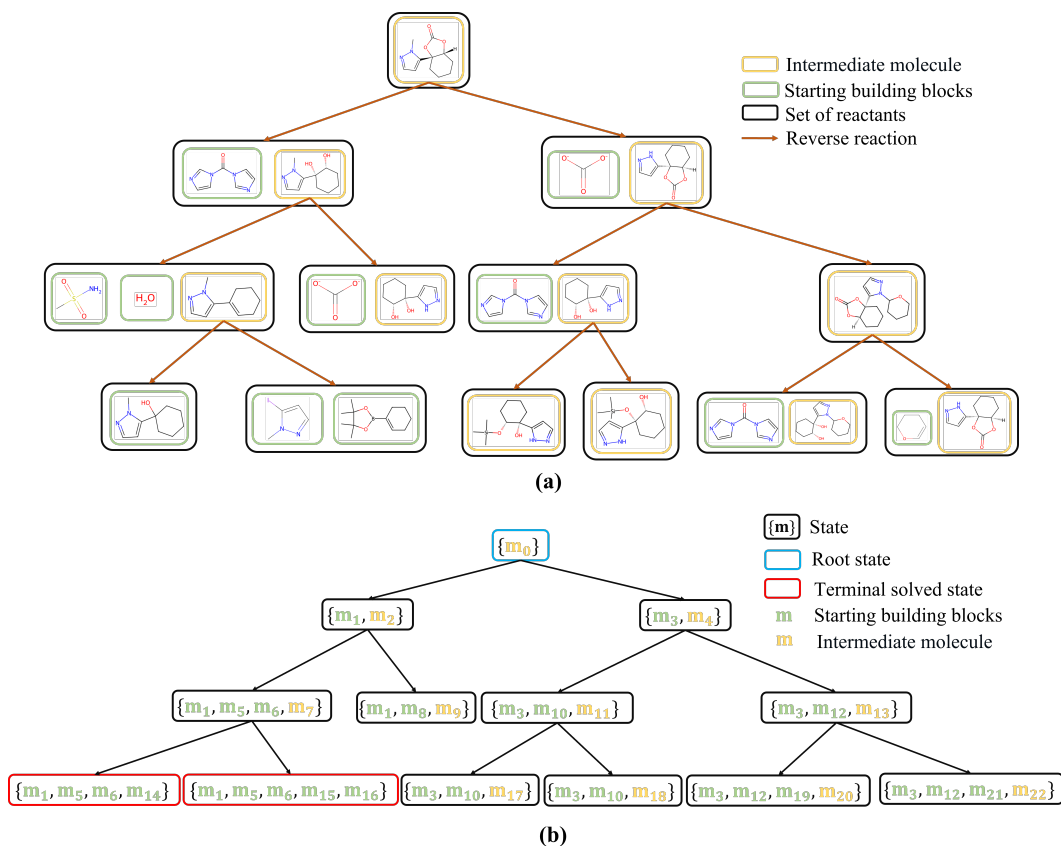 Intermediate molecule
Starting building blocks
Set of reactants
Reverse reaction
H₂O
(a)
{m} State
Root state
Terminal solved state
m Starting building blocks
m Intermediate molecule
{m₀}
{m₁, m₂} {m₃, m₄}
{m₁, m₅, m₆, m₇} {m₁, m₈, m₉} {m₃, m₁₀, m₁₁} {m₃, m₁₂, m₁₃}
{m₁, m₅, m₆, m₁₄} {m₁, m₅, m₆, m₁₅, m₁₆} {m₃, m₁₀, m₁₇} {m₃, m₁₀, m₁₈} {m₃, m₁₂, m₁₉, m₂₀} {m₃, m₁₂, m₂₁, m₂₂}
(b)